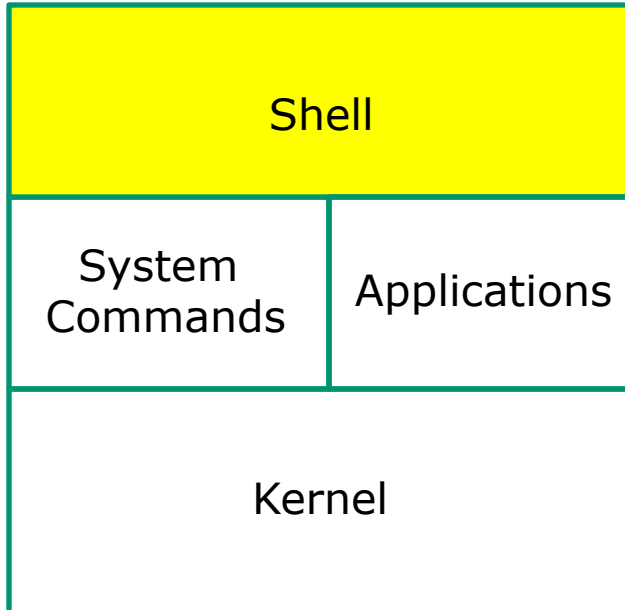 Shell
System
Commands
Applications
Kernel